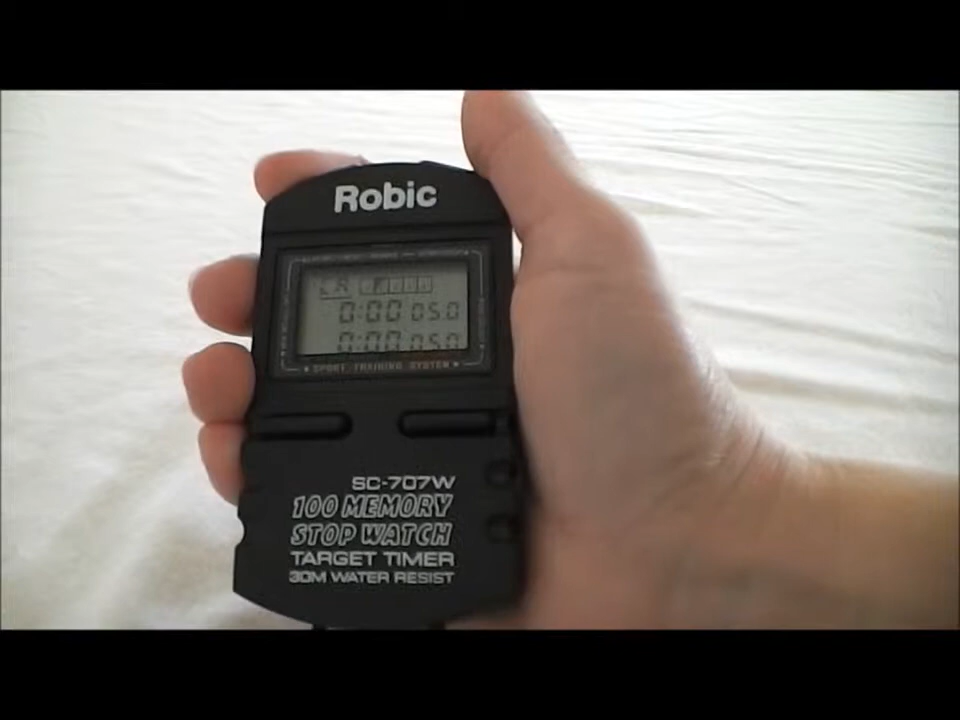 Robic
0:00 05.0
0:00 05.0
SPORT TRAINING SYSTEM
SC-707W
100 MEMORY
STOP WATCH
TARGET TIMER
30M WATER RESIST